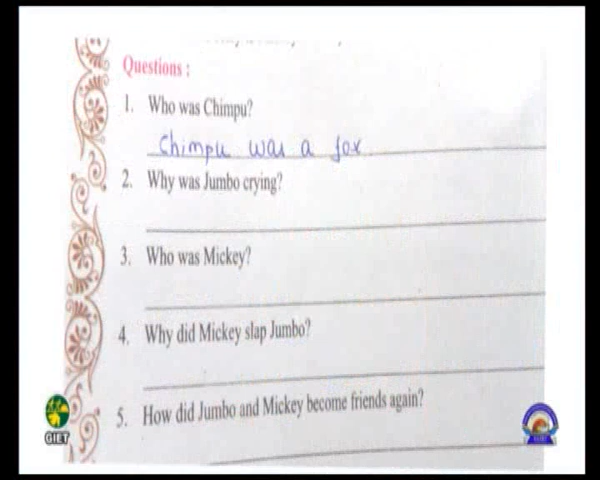 Questions :
1. Who was Chimpu?
Chimpu was a fox
2. Why was Jumbo crying?
3. Who was Mickey?
4. Why did Mickey slap Jumbo?
5. How did Jumbo and Mickey become friends again?
GIET